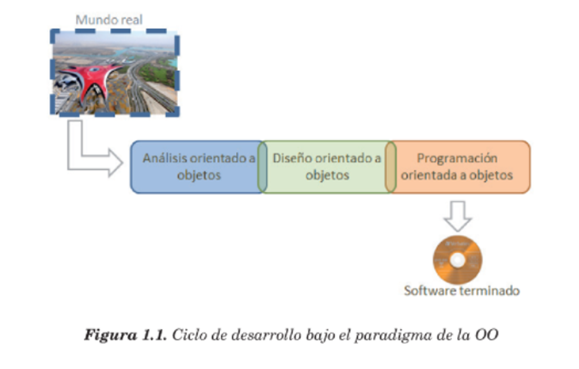 Mundo real
Análisis orientado a
objetos
Diseño orientado a
objetos
Programación
orientada a objetos
Software terminado
Figura 1.1. Ciclo de desarrollo bajo el paradigma de la OO